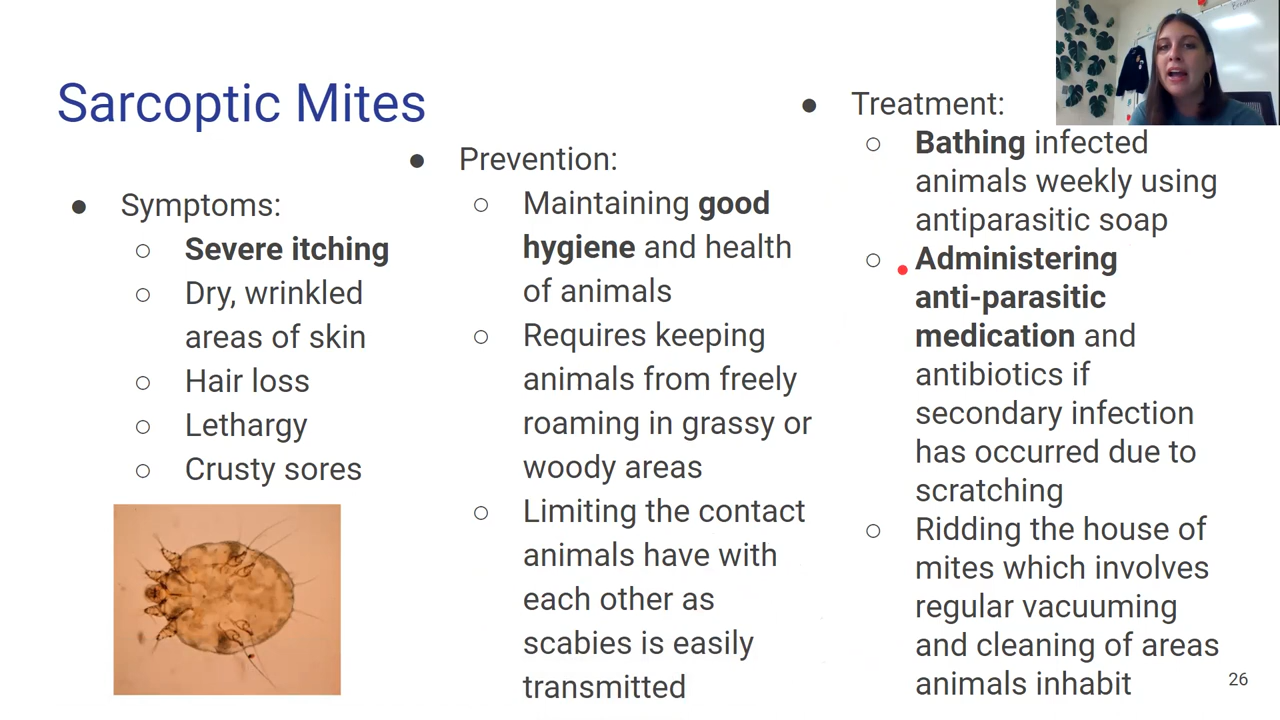 Sarcoptic Mites
● Symptoms:
○ Severe itching
○ Dry, wrinkled
areas of skin
○ Hair loss
○ Lethargy
○ Crusty sores
● Prevention:
○ Maintaining good
hygiene and health
of animals
○ Requires keeping
animals from freely
roaming in grassy or
woody areas
○ Limiting the contact
animals have with
each other as
scabies is easily
transmitted
● Treatment:
○ Bathing infected
animals weekly using
antiparasitic soap
○ Administering
anti-parasitic
medication and
antibiotics if
secondary infection
has occurred due to
scratching
○ Ridding the house of
mites which involves
regular vacuuming
and cleaning of areas
animals inhabit
26